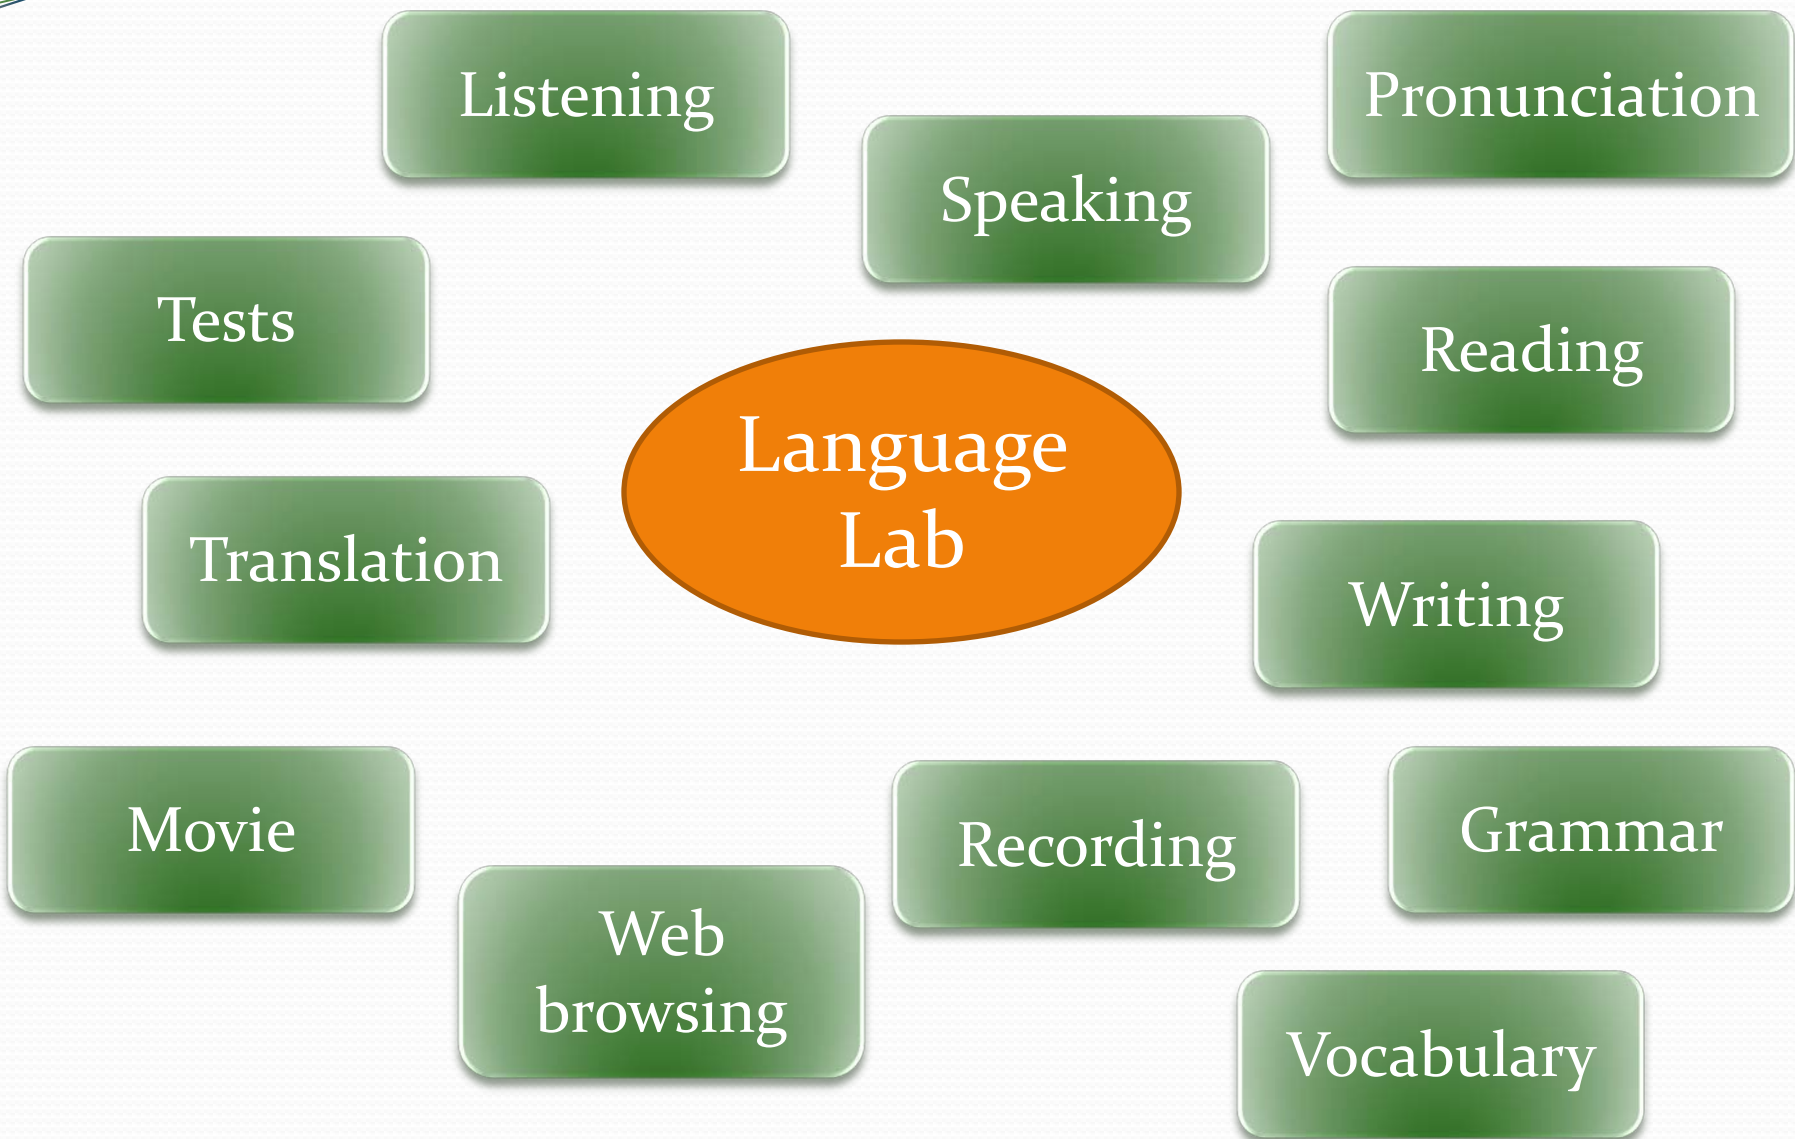 Listening
Pronunciation
Speaking
Tests
Reading
Language
Lab
Translation
Writing
Movie
Recording
Grammar
Web
browsing
Vocabulary